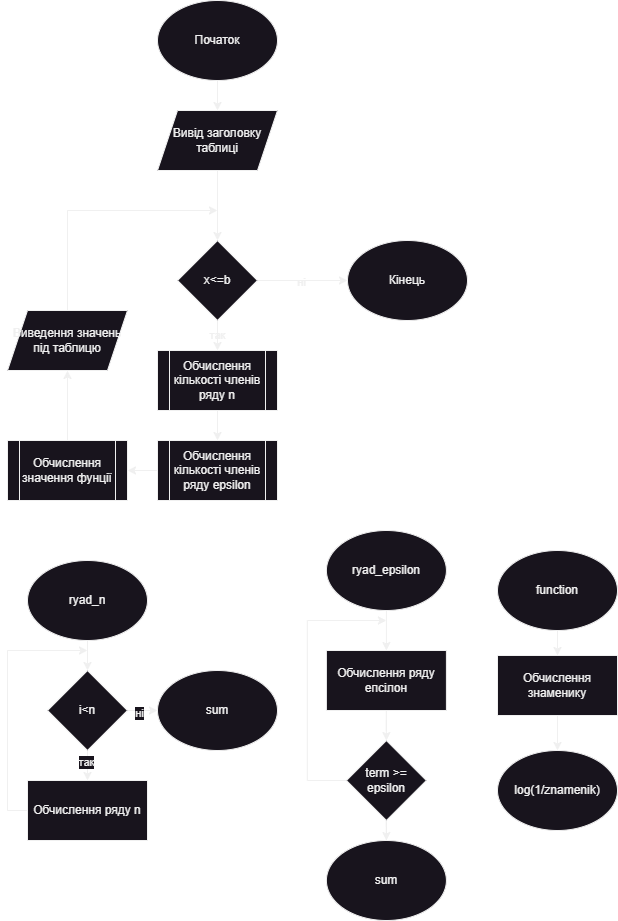 Початок
Вивід заголовку
таблиці
x<=b
ні
Кінець
так
Виведення значень
під таблицю
Обчислення
кількості членів
ряду n
Обчислення
значення фунції
Обчислення
кількості членів
ряду epsilon
ryad_n
i<n
ні
sum
так
Обчислення ряду n
ryad_epsilon
Обчислення ряду
епсілон
term >=
epsilon
sum
function
Обчислення
знаменику
log(1/znamenik)